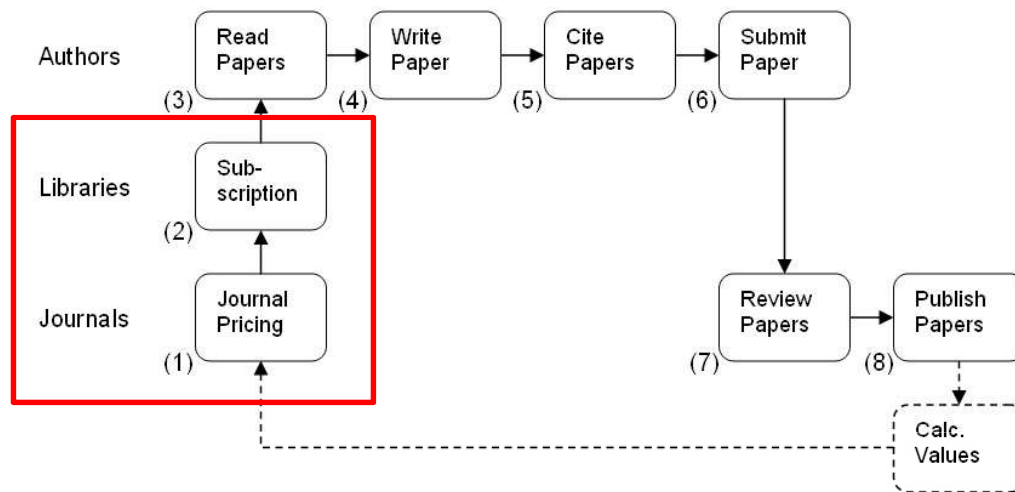 Authors
Read
Papers
(3)
Write
Paper
(4)
Cite
Papers
(5)
Submit
Paper
(6)
Libraries
Sub-
scription
(2)
Journals
Journal
Pricing
(1)
Review
Papers
(7)
Publish
Papers
(8)
Calc.
Values